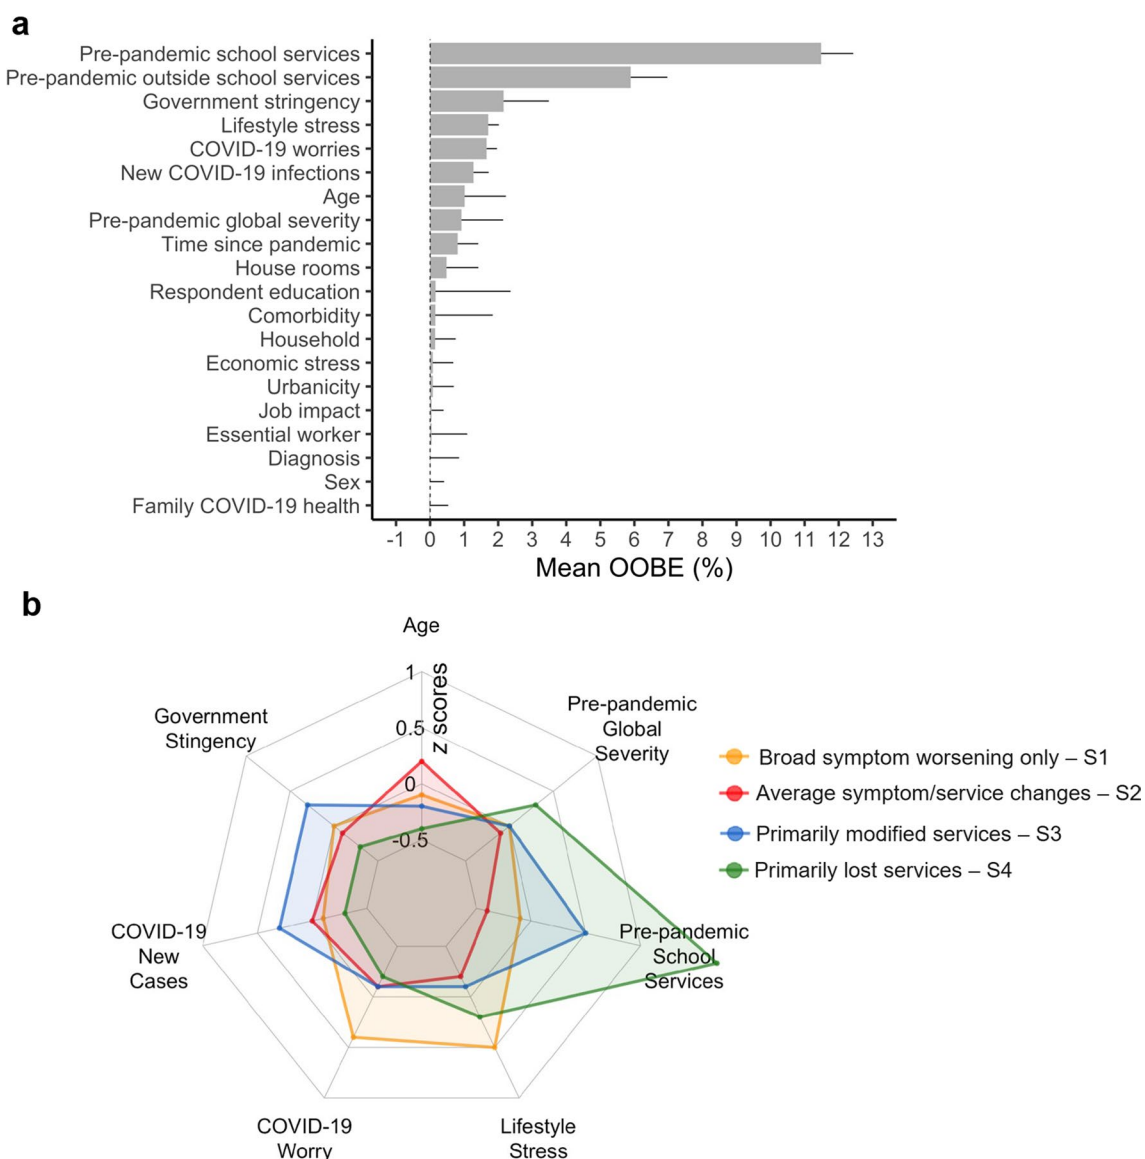 a
Pre-pandemic school services
Pre-pandemic outside school services
Government stringency
Lifestyle stress
COVID-19 worries
New COVID-19 infections
Age
Pre-pandemic global severity
Time since pandemic
House rooms
Respondent education
Comorbidity
Household
Economic stress
Urbanicity
Job impact
Essential worker
Diagnosis
Sex
Family COVID-19 health
-1 0 1 2 3 4 5 6 7 8 9 10 11 12 13
Mean OOBE (%)
b
Age
1
0.5
0
-0.5
z scores
Pre-pandemic
Global
Severity
Government
Stingency
Pre-pandemic
School
Services
COVID-19
New
Cases
COVID-19
Worry
Lifestyle
Stress
Broad symptom worsening only – S1
Average symptom/service changes – S2
Primarily modified services – S3
Primarily lost services – S4